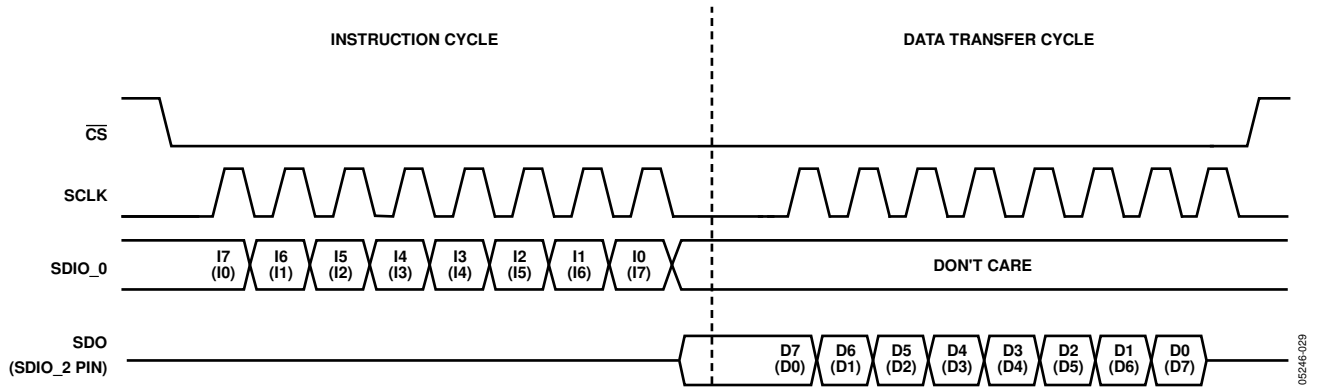 INSTRUCTION CYCLE
DATA TRANSFER CYCLE
CS
SCLK
SDIO_0
I7 I6 I5 I4 I3 I2 I1 I0
(I0) (I1) (I2) (I3) (I4) (I5) (I6) (I7)
DON'T CARE
SDO
(SDIO_2 PIN)
D7 D6 D5 D4 D3 D2 D1 D0
(D0) (D1) (D2) (D3) (D4) (D5) (D6) (D7)
05246-029